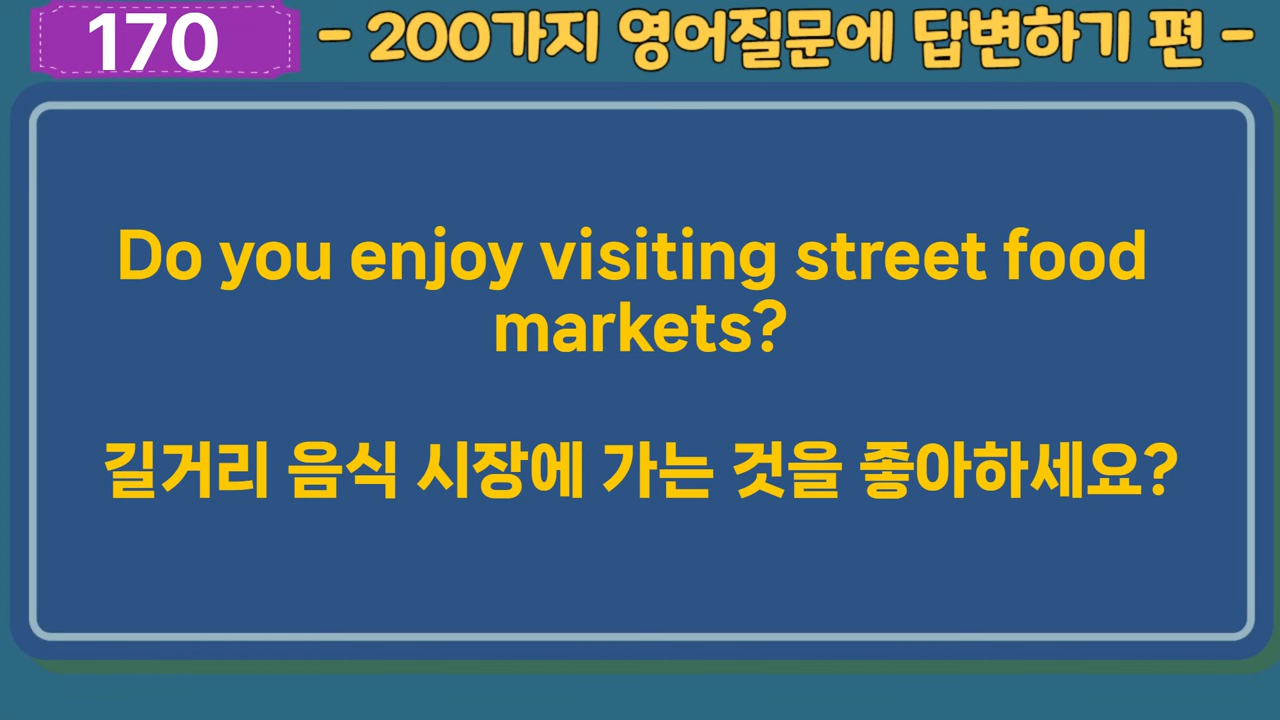 170
- 200가지 영어질문에 답변하기 편 -
Do you enjoy visiting street food
markets?
길거리 음식 시장에 가는 것을 좋아하세요?